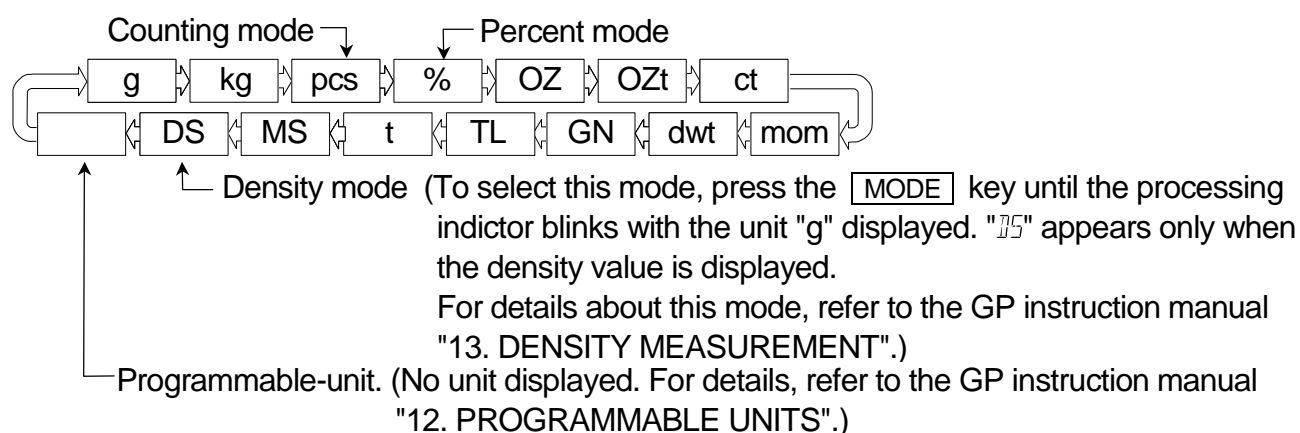 Counting mode Percent mode
g kg pcs % OZ OZt ct
DS MS t TL GN dwt mom
Density mode (To select this mode, press the MODE key until the processing
indictor blinks with the unit "g" displayed. "DS" appears only when
the density value is displayed.
For details about this mode, refer to the GP instruction manual
"13. DENSITY MEASUREMENT".)
Programmable-unit. (No unit displayed. For details, refer to the GP instruction manual
"12. PROGRAMMABLE UNITS".)